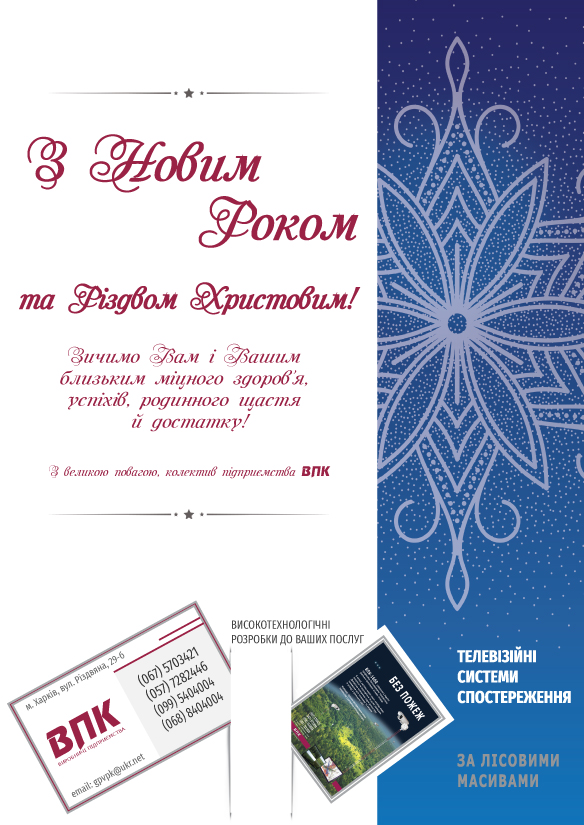 З Новим
Роком
та Різдвом Христовим!
Зичимо Вам і Вашим
близьким міцного здоров'я,
успіхів, родинного щастя
й достатку!
З великою повагою, колектив підприємства ВПК
ВИСОКОТЕХНОЛОГІЧНІ
РОЗРОБКИ ДО ВАШИХ ПОСЛУГ
м. Харків, вул. Різдвяна, 29-б
ВПК
email: gpvpk@ukr.net
(067) 5703421
(057) 7282446
(099) 5404004
(068) 8404004
БЕЗ ПОЖЕЖ
ТЕЛЕВІЗІЙНІ
СИСТЕМИ
СПОСТЕРЕЖЕННЯ
ЗА ЛІСОВИМИ
МАСИВАМИ